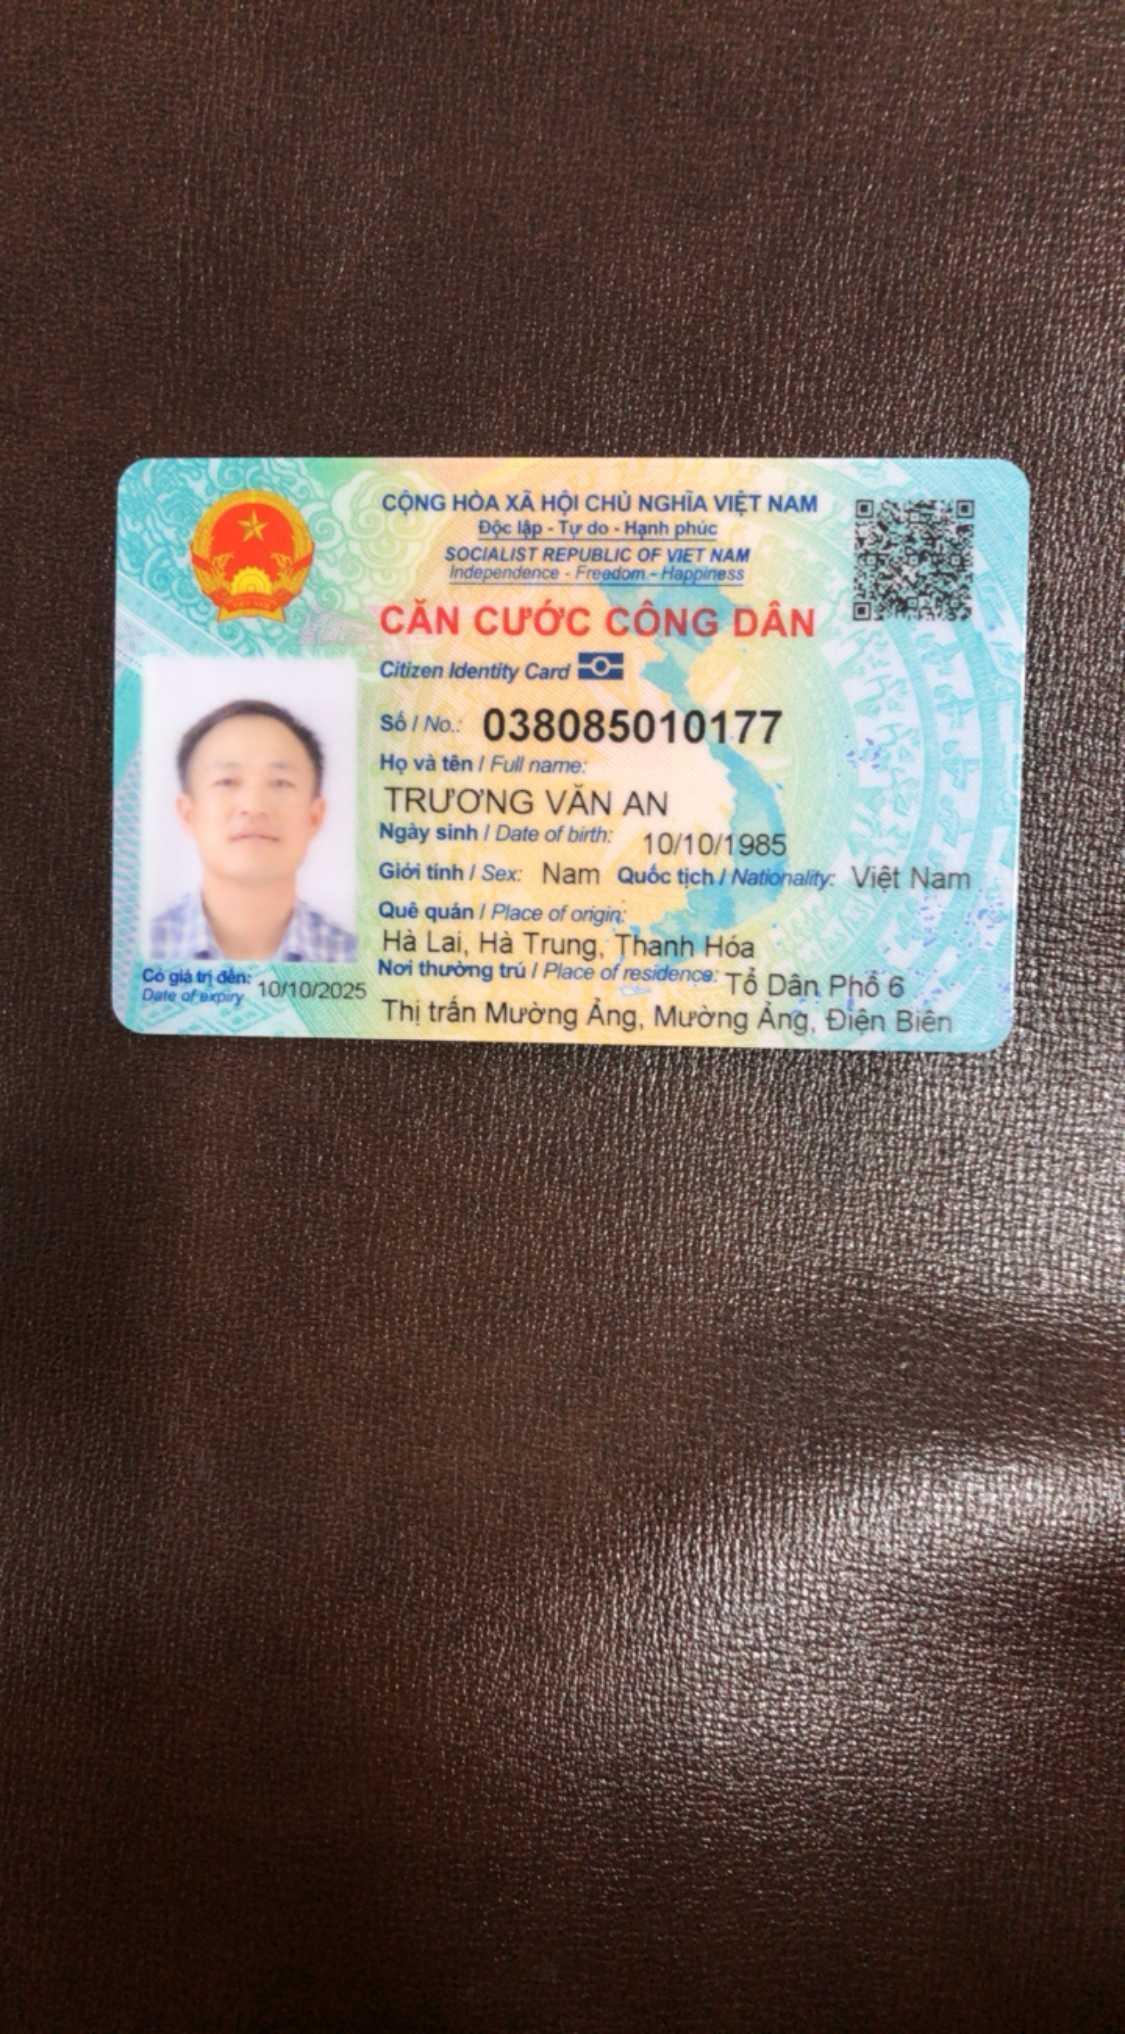 CỘNG HÒA XÃ HỘI CHỦ NGHĨA VIỆT NAM
Độc lập - Tự do - Hạnh phúc
SOCIALIST REPUBLIC OF VIET NAM
Independence - Freedom - Happiness
CĂN CƯỚC CÔNG DÂN
Citizen Identity Card
Số / No.: 038085010177
Họ và tên / Full name:
TRƯƠNG VĂN AN
Ngày sinh / Date of birth: 10/10/1985
Giới tính / Sex: Nam Quốc tịch / Nationality: Việt Nam
Quê quán / Place of origin:
Hà Lai, Hà Trung, Thanh Hóa
Nơi thường trú / Place of residence: Tổ Dân Phố 6
Thị trấn Mường Ảng, Mường Ảng, Điện Biên
Có giá trị đến: 10/10/2025
Date of expiry